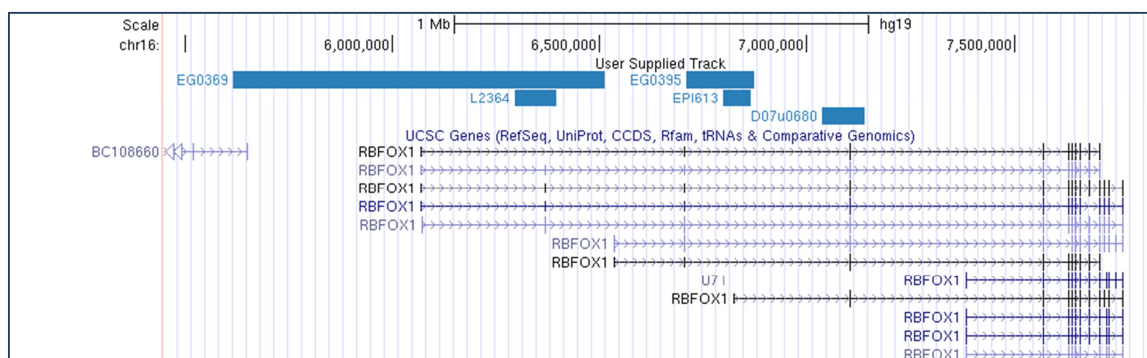 Scale 1 Mb hg19
chr16: 6,000,000 6,500,000 7,000,000 7,500,000
User Supplied Track
EG0369 EG0395
L2364 EPI613
D07u0680
UCSC Genes (RefSeq, UniProt, CCDS, Rfam, tRNAs & Comparative Genomics)
BC108660 RBFOX1
RBFOX1
RBFOX1
RBFOX1
RBFOX1
RBFOX1
RBFOX1
U7 RBFOX1
RBFOX1
RBFOX1
RBFOX1
RBFOX1